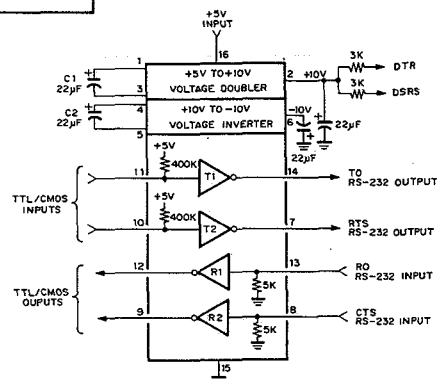 +5V
INPUT
16
1
+5V TO+10V
VOLTAGE DOUBLER
2
+10V
3K
DTR
3K
DSRS
C1
22µF
+
3
4
+10V TO -10V
VOLTAGE INVERTER
-10V
6
+
22µF
+
22µF
C2
22µF
+
5
+5V
400K
11
T1
14
TO
RS-232 OUTPUT
TTL/CMOS
INPUTS
+5V
400K
10
T2
7
RTS
RS-232 OUTPUT
12
R1
13
RO
RS-232 INPUT
5K
TTL/CMOS
OUPUTS
9
R2
8
CTS
RS-232 INPUT
5K
15